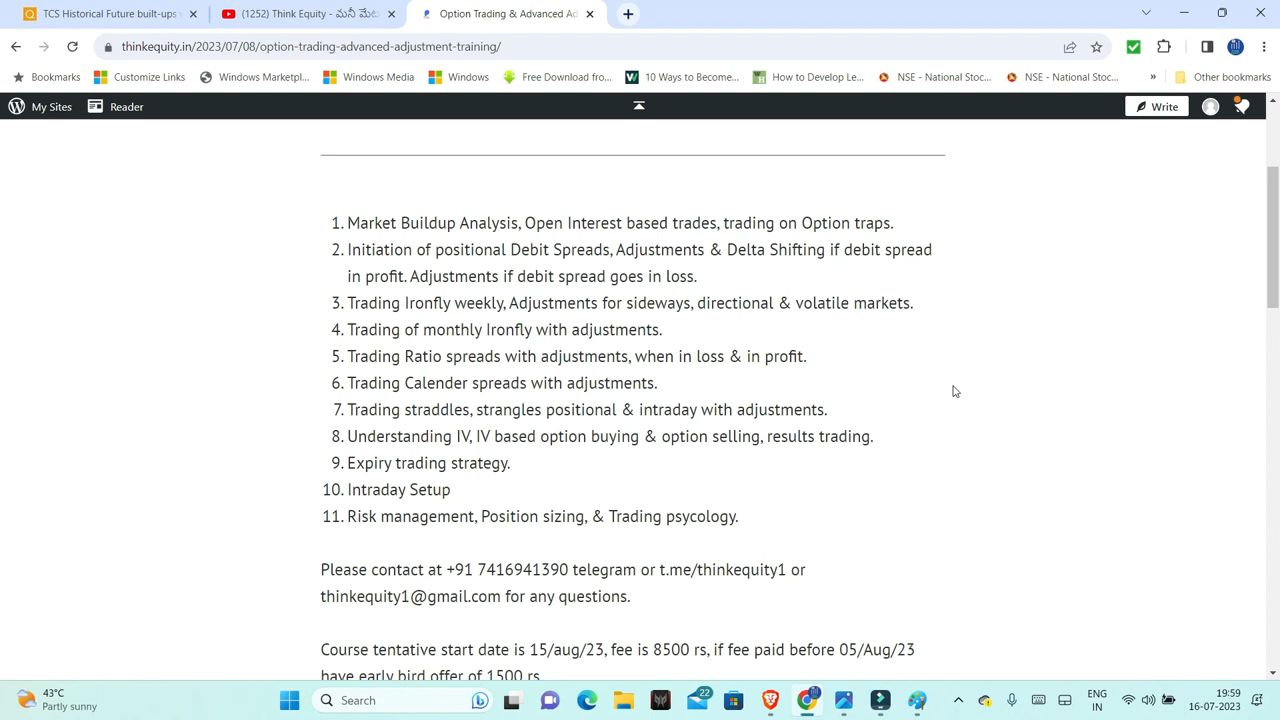 TCS Historical Future built-ups
(1252) Think Equity - మనీ మేట
Option Trading & Advanced Ad
thinkequity.in/2023/07/08/option-trading-advanced-adjustment-training/
Bookmarks Customize Links Windows Marketpl... Windows Media Windows Free Download fro... 10 Ways to Become... How to Develop Le... NSE - National Stoc... NSE - National Stoc... » Other bookmarks
My Sites Reader Write
1. Market Buildup Analysis, Open Interest based trades, trading on Option traps.
2. Initiation of positional Debit Spreads, Adjustments & Delta Shifting if debit spread
in profit. Adjustments if debit spread goes in loss.
3. Trading Ironfly weekly, Adjustments for sideways, directional & volatile markets.
4. Trading of monthly Ironfly with adjustments.
5. Trading Ratio spreads with adjustments, when in loss & in profit.
6. Trading Calender spreads with adjustments.
7. Trading straddles, strangles positional & intraday with adjustments.
8. Understanding IV, IV based option buying & option selling, results trading.
9. Expiry trading strategy.
10. Intraday Setup
11. Risk management, Position sizing, & Trading psycology.
Please contact at +91 7416941390 telegram or t.me/thinkequity1 or
thinkequity1@gmail.com for any questions.
Course tentative start date is 15/aug/23, fee is 8500 rs, if fee paid before 05/Aug/23
have early bird offer of 1500 rs
43°C
Partly sunny
Search
22
ENG
IN
19:59
16-07-2023